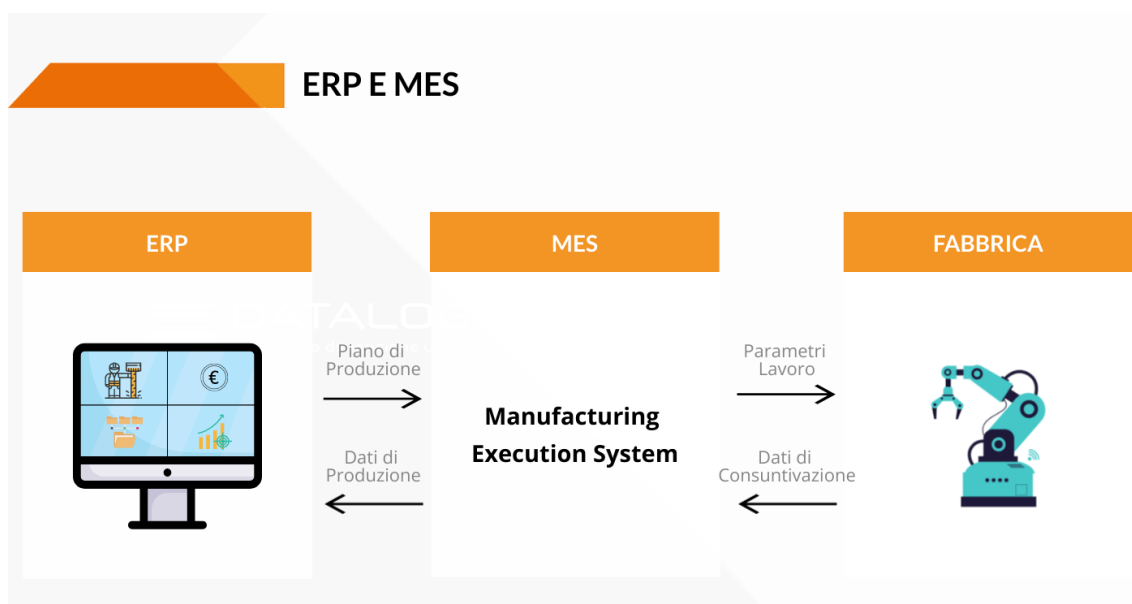 ERP E MES
ERP
MES
FABBRICA
Piano di
Produzione
Dati di
Produzione
Manufacturing
Execution System
Parametri
Lavoro
Dati di
Consuntivazione
€